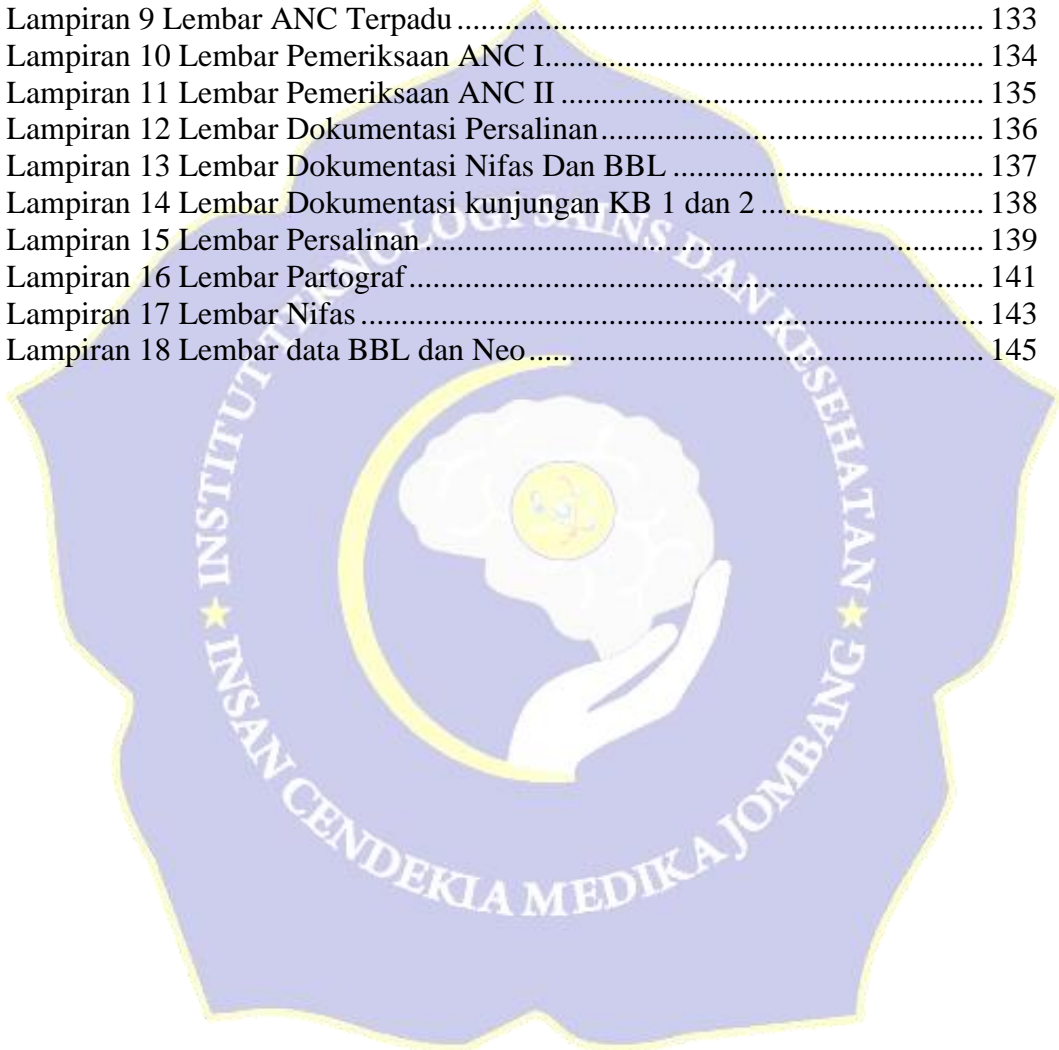 Lampiran 9 Lembar ANC Terpadu ................................................................ 133
Lampiran 10 Lembar Pemeriksaan ANC I................................................... 134
Lampiran 11 Lembar Pemeriksaan ANC II ................................................. 135
Lampiran 12 Lembar Dokumentasi Persalinan............................................ 136
Lampiran 13 Lembar Dokumentasi Nifas Dan BBL ................................... 137
Lampiran 14 Lembar Dokumentasi kunjungan KB 1 dan 2 ......................... 138
Lampiran 15 Lembar Persalinan ................................................................. 139
Lampiran 16 Lembar Partograf ................................................................... 141
Lampiran 17 Lembar Nifas ......................................................................... 143
Lampiran 18 Lembar data BBL dan Neo..................................................... 145
INSTITUT TEKNOLOGI SAINS DAN KESEHATAN
INSAN CENDEKIA MEDIKA JOMBANG